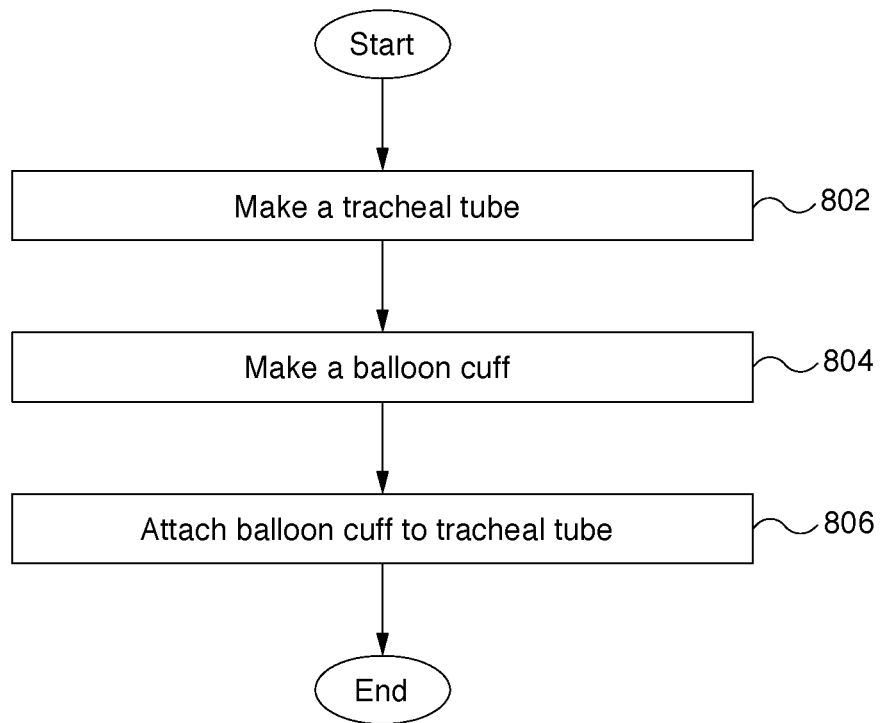 Start
Make a tracheal tube
802
Make a balloon cuff
804
Attach balloon cuff to tracheal tube
806
End